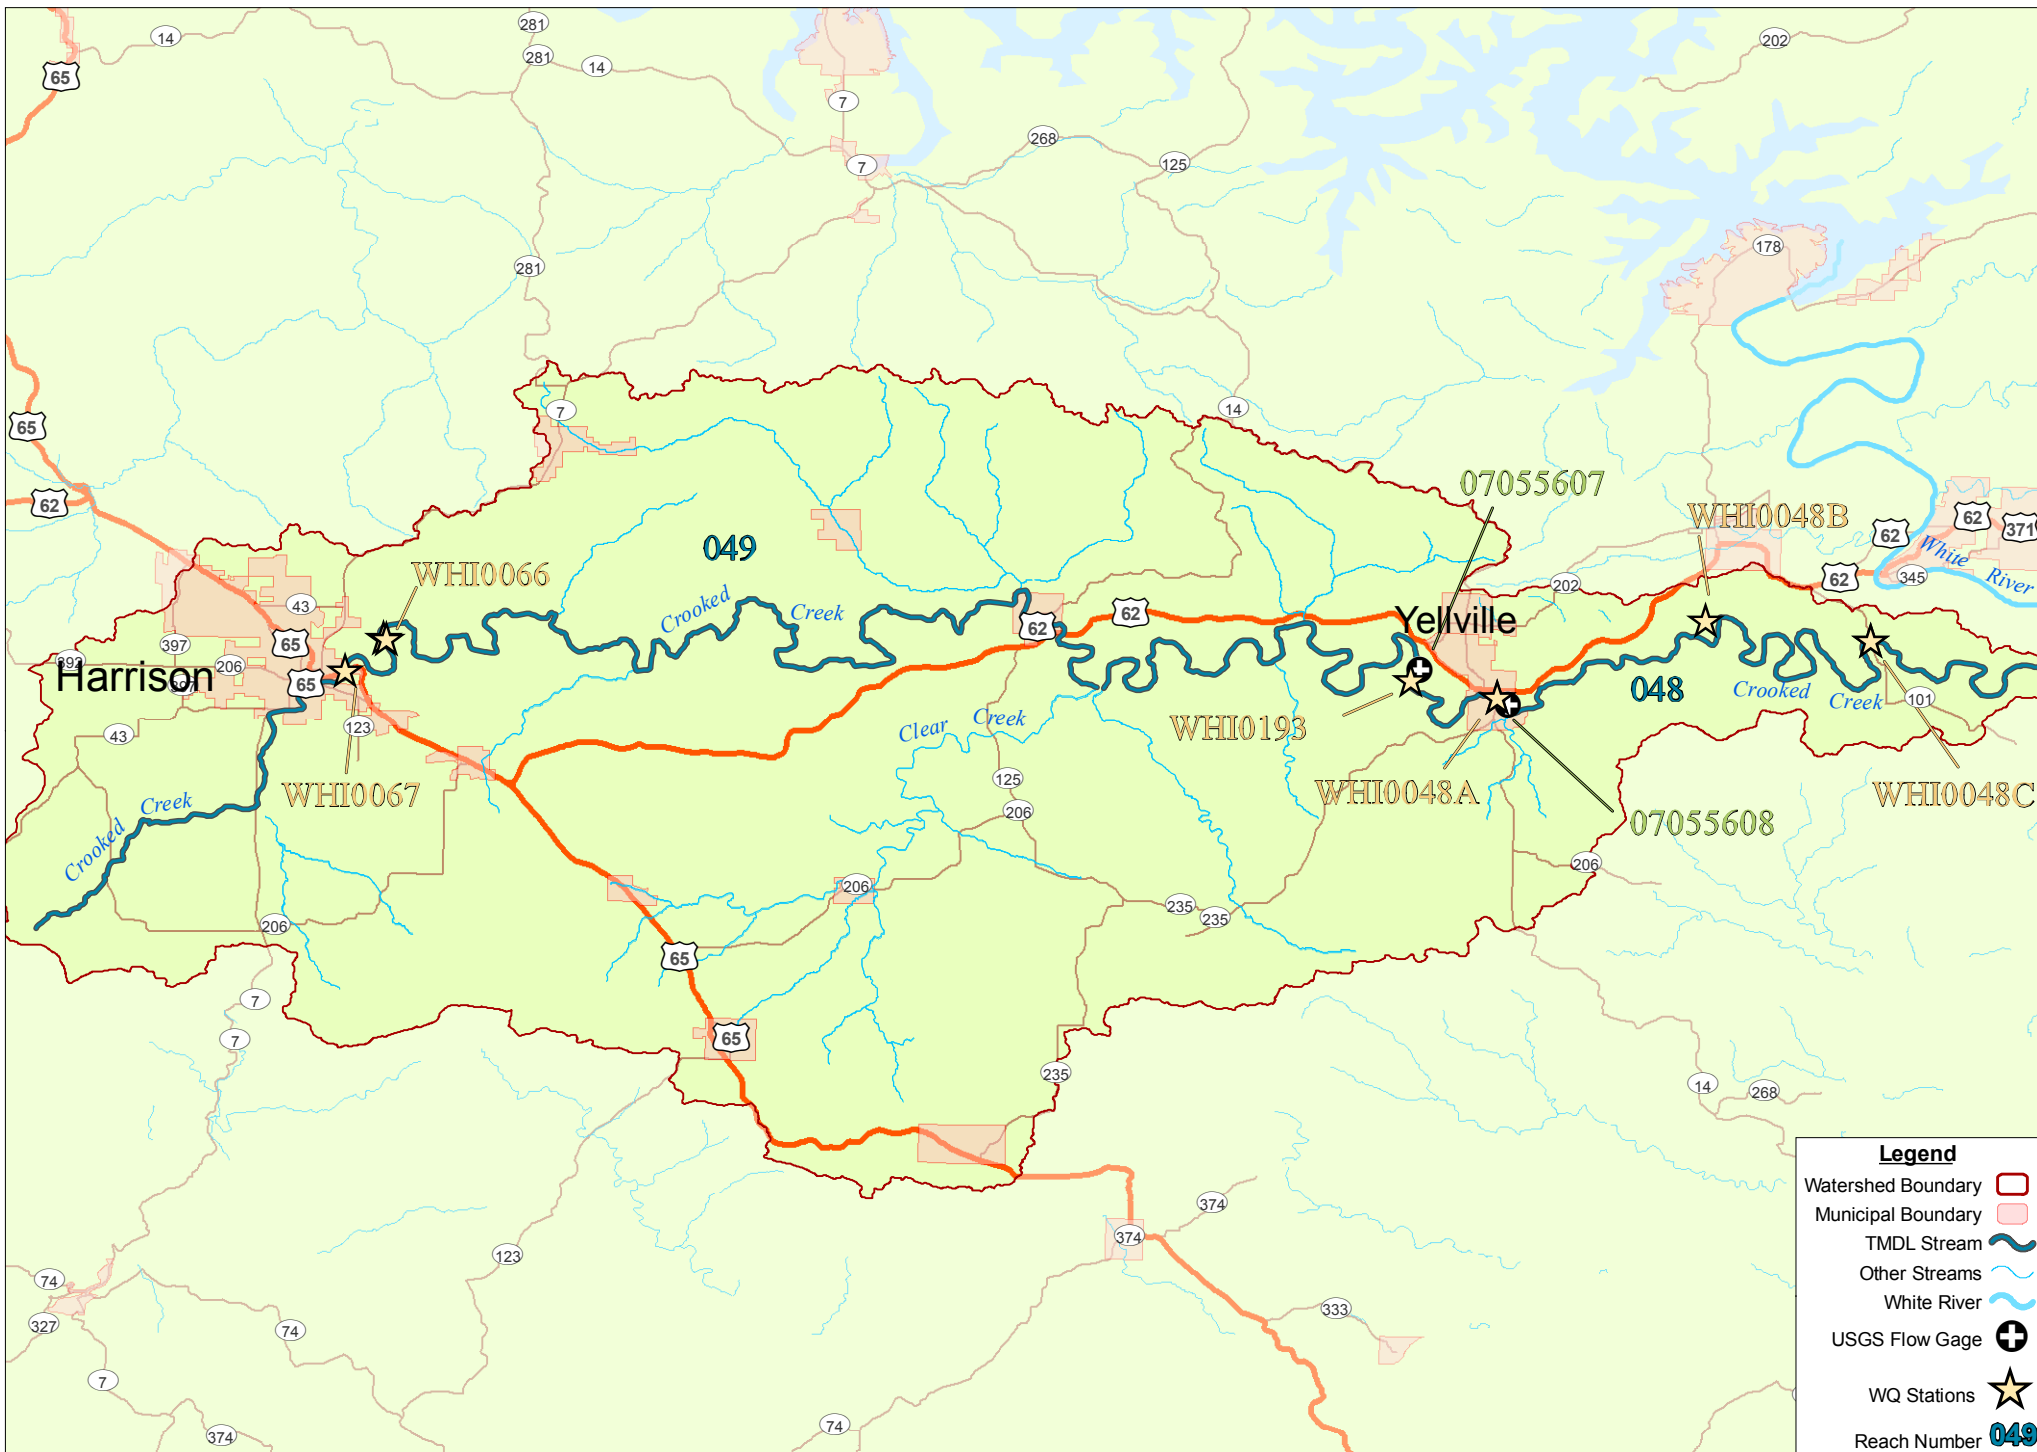 14
281
281
14
65
7
7
268
125
202
178
281
65
62
7
14
07055607
WHI0048B
62
62
371
White
River
345
62
202
049
WHI0066
Crooked
Creek
43
65
397
206
392
Harrison
397
65
43
123
WHI0067
Crooked
Creek
62
62
Yellville
WHI0193
WHI0048A
048
Crooked
Creek
101
WHI0048C
07055608
Clear
Creek
125
206
206
206
206
235
235
65
65
235
206
7
7
14
268
74
327
74
7
374
123
74
374
374
333
Legend
Watershed Boundary
Municipal Boundary
TMDL Stream
Other Streams
White River
USGS Flow Gage
WQ Stations
Reach Number 049